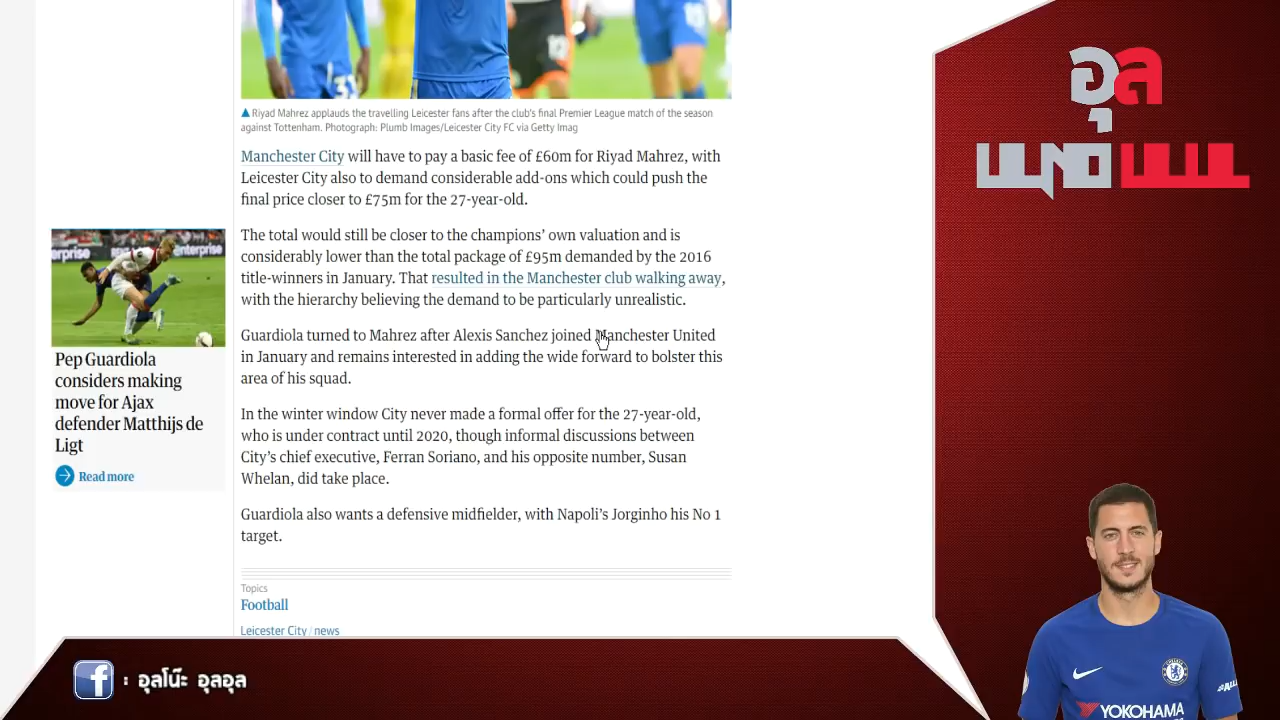 อุล
▲ Riyad Mahrez applauds the travelling Leicester fans after the club's final Premier League match of the season
against Tottenham. Photograph: Plumb Images/Leicester City FC via Getty Imag
Manchester City will have to pay a basic fee of £60m for Riyad Mahrez, with
Leicester City also to demand considerable add-ons which could push the
final price closer to £75m for the 27-year-old.
The total would still be closer to the champions’ own valuation and is
considerably lower than the total package of £95m demanded by the 2016
title-winners in January. That resulted in the Manchester club walking away,
with the hierarchy believing the demand to be particularly unrealistic.
Guardiola turned to Mahrez after Alexis Sanchez joined Manchester United
in January and remains interested in adding the wide forward to bolster this
area of his squad.
In the winter window City never made a formal offer for the 27-year-old,
who is under contract until 2020, though informal discussions between
City’s chief executive, Ferran Soriano, and his opposite number, Susan
Whelan, did take place.
Guardiola also wants a defensive midfielder, with Napoli’s Jorginho his No 1
target.
Topics
Football
Leicester City / news
enterprise
Pep Guardiola
considers making
move for Ajax
defender Matthijs de
Ligt
Read more
f : อุลโน๊ะ อุลอุล
YOKOHAMA